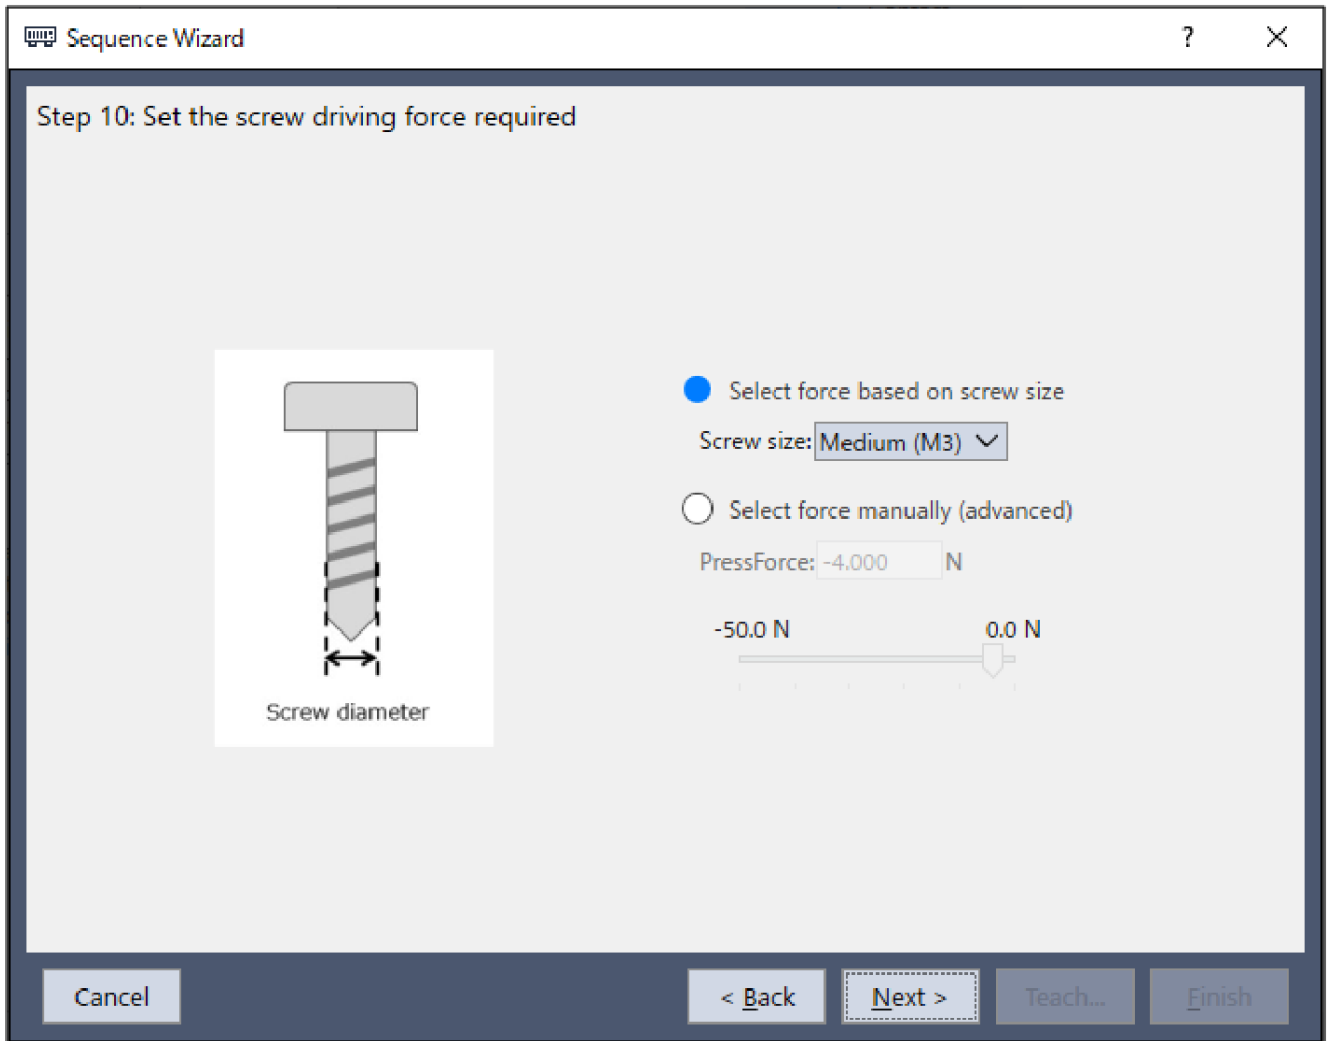 Sequence Wizard
?
Step 10: Set the screw driving force required
Select force based on screw size
Screw size: Medium (M3)
Select force manually (advanced)
PressForce: -4.000 N
-50.0 N 0.0 N
Screw diameter
Cancel < Back Next > Teach... Finish